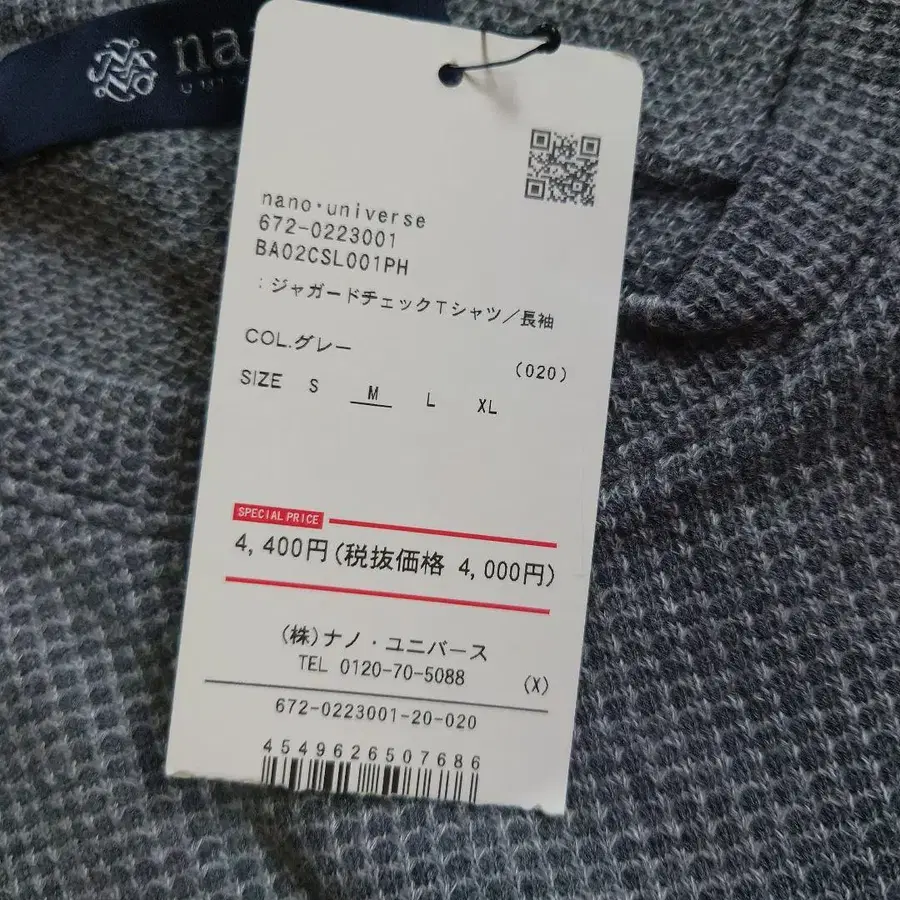 nano・universe
672-0223001
BA02CSL001PH
:ジャガードチェックTシャツ/長袖
COL.グレー (020)
SIZE S M L XL
SPECIAL PRICE
4,400円(税抜価格 4,000円)
(株)ナノ・ユニバース
TEL 0120-70-5088 (X)
672-0223001-20-020
4549626507686